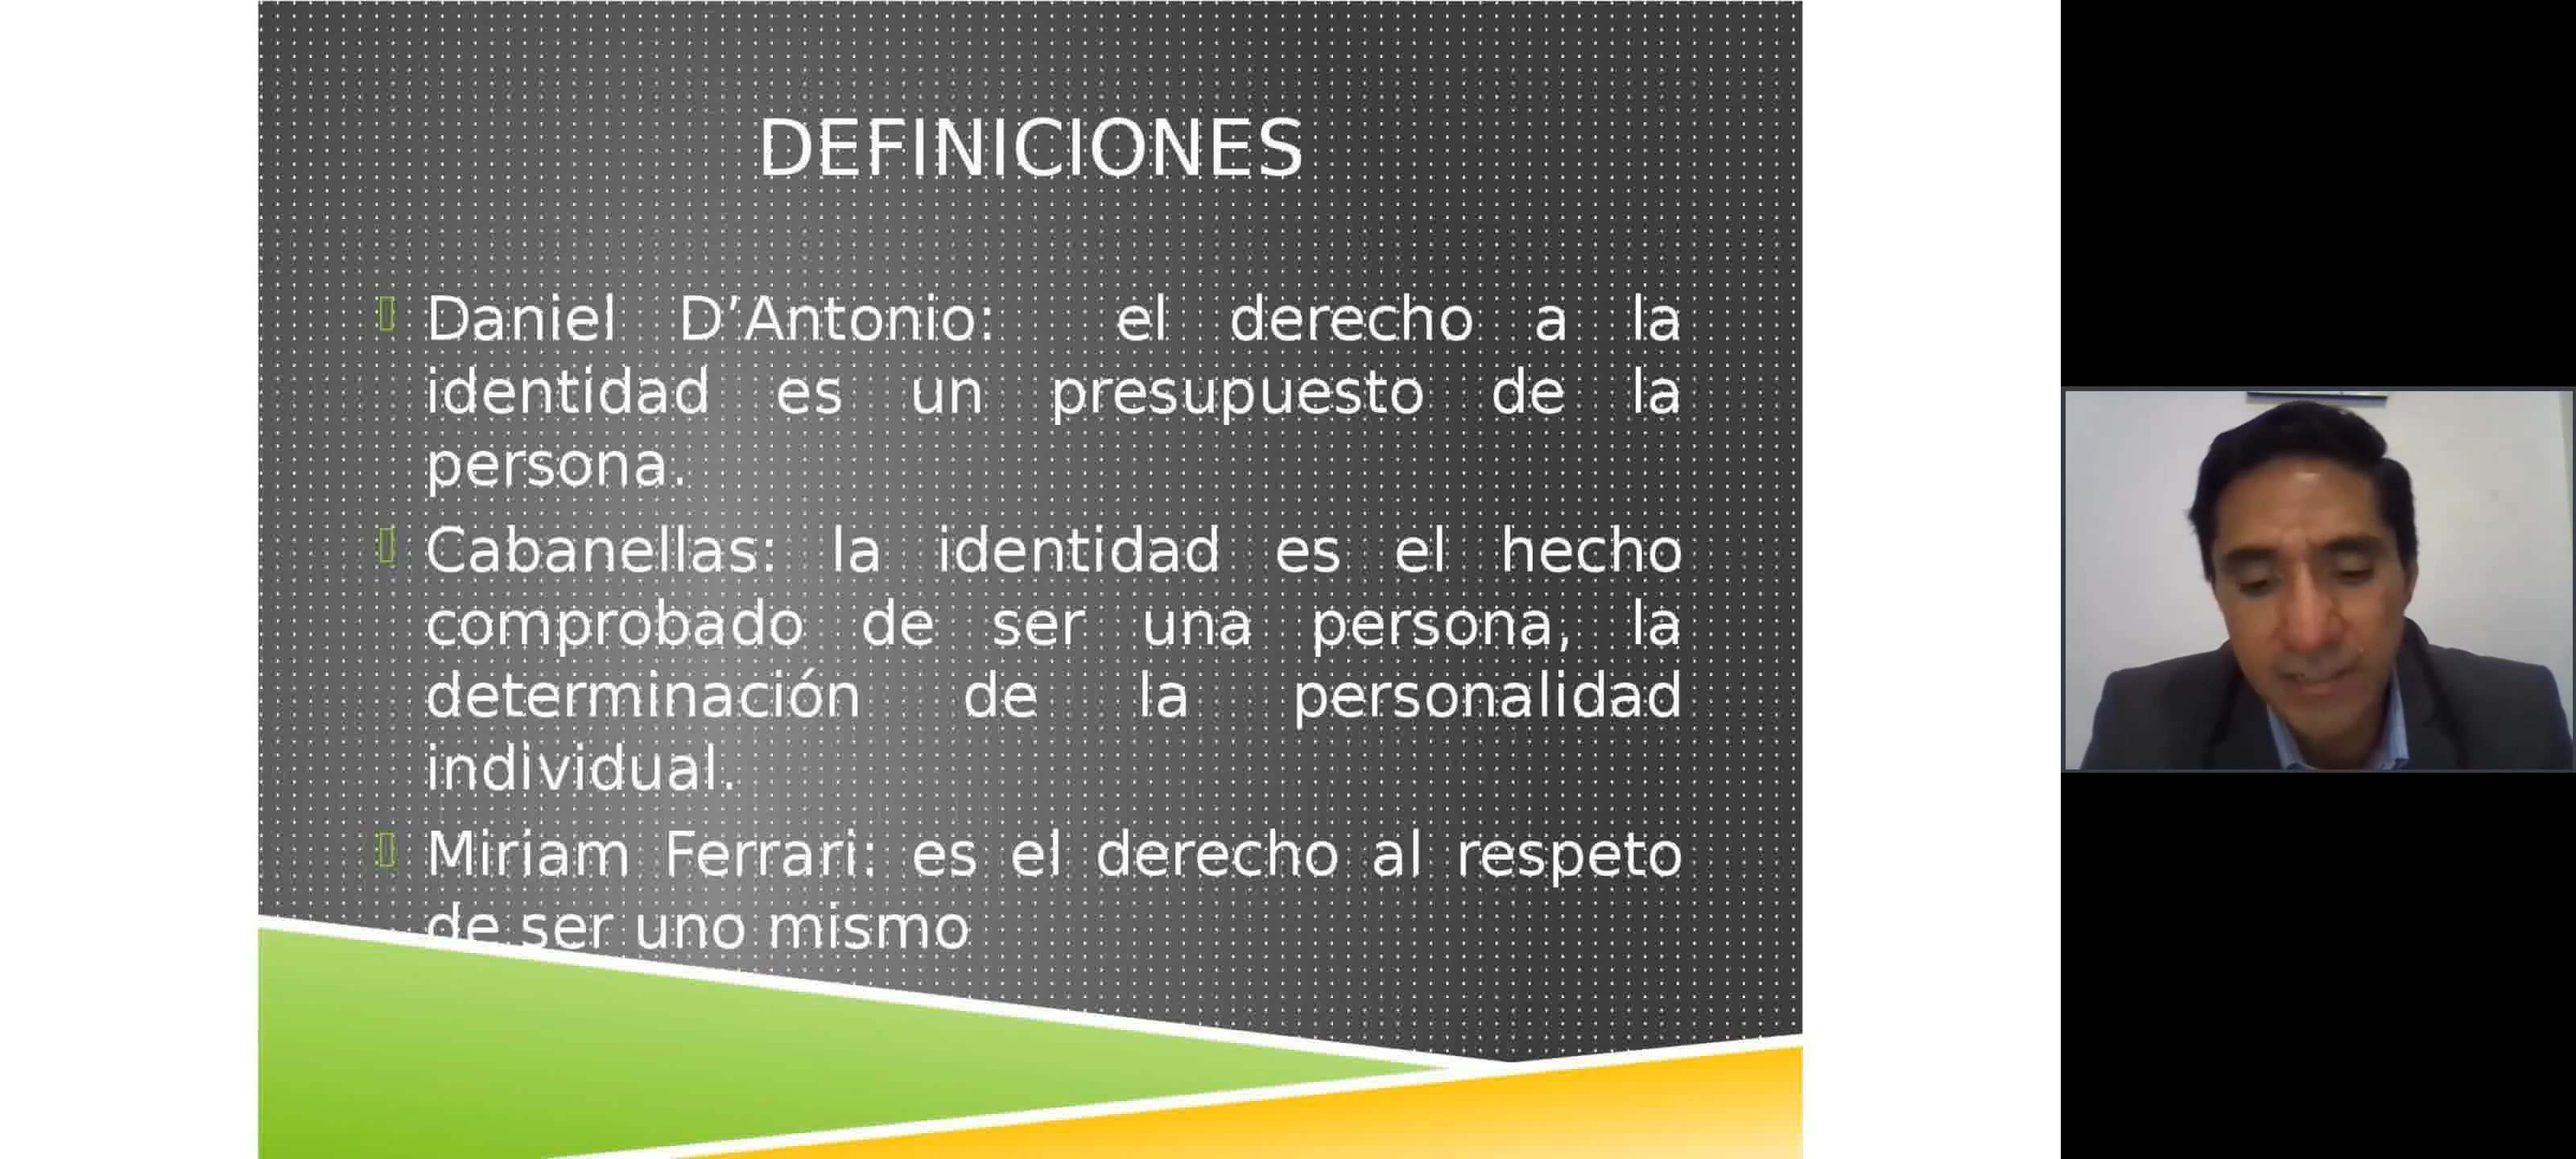 DEFINICIONES
Daniel D’Antonio: el derecho a la
identidad es un presupuesto de la
persona.
Cabanellas: la identidad es el hecho
comprobado de ser una persona, la
determinación de la personalidad
individual.
Miriam Ferrari: es el derecho al respeto
de ser uno mismo